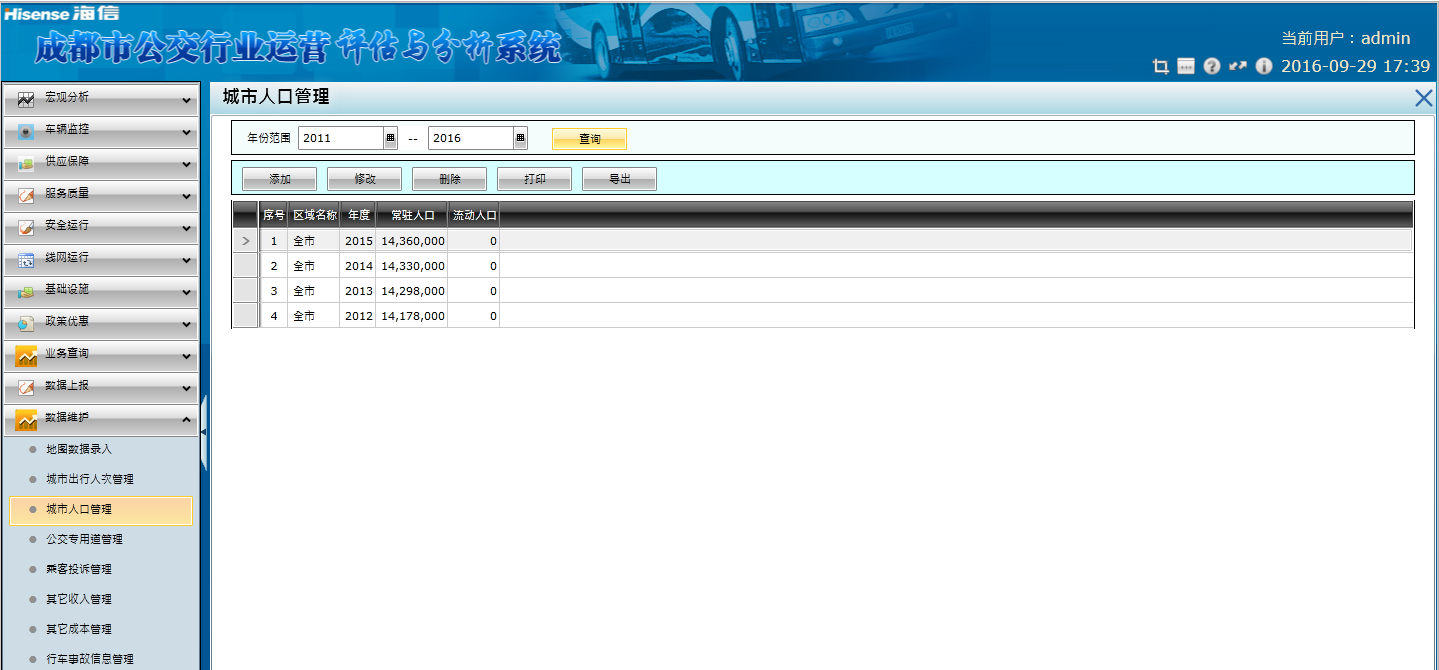 Hisense 海信
成都市公交行业运营评估与分析系统
当前用户：admin
2016-09-29 17:39
宏观分析
车辆监控
供应保障
服务质量
安全运行
线网运行
基础设施
政策优惠
业务查询
数据上报
数据维护
地图数据录入
城市出行人次管理
城市人口管理
公交专用道管理
乘客投诉管理
其它收入管理
其它成本管理
行车事故信息管理
城市人口管理
年份范围 2011 -- 2016 查询
添加 修改 删除 打印 导出
序号 区域名称 年度 常驻人口 流动人口
1 全市 2015 14,360,000 0
2 全市 2014 14,330,000 0
3 全市 2013 14,298,000 0
4 全市 2012 14,178,000 0